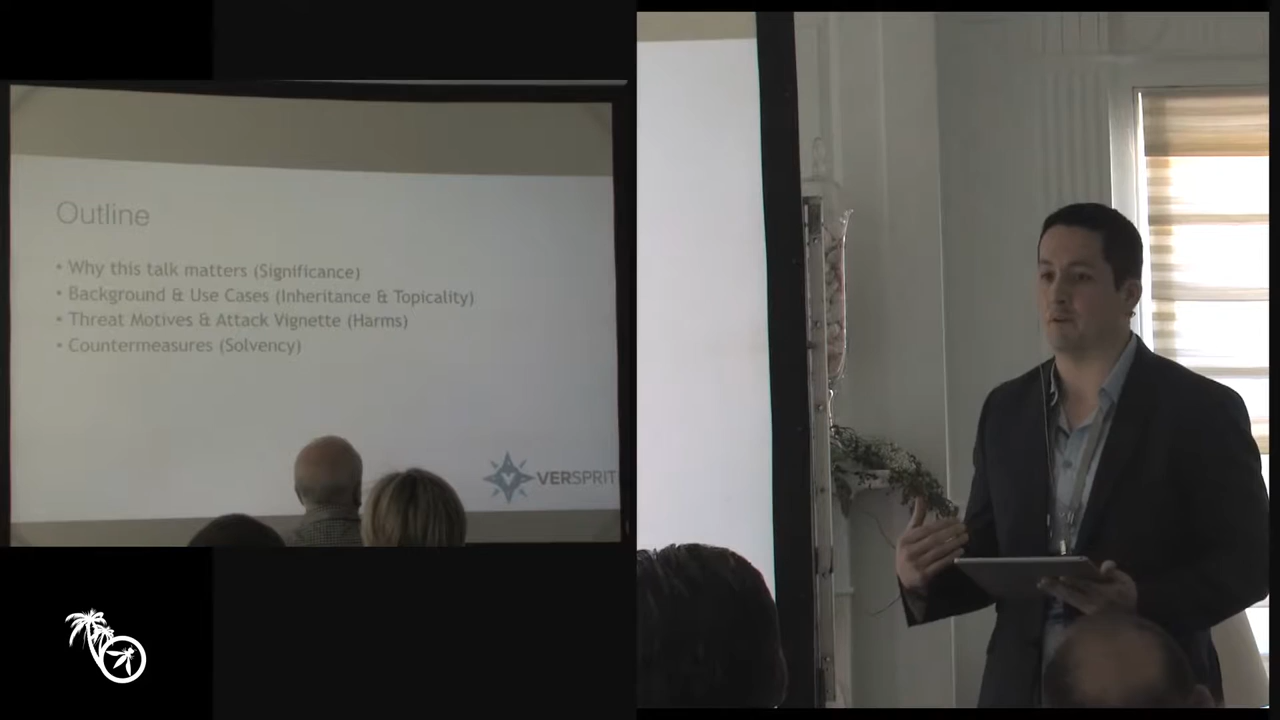 Outline
• Why this talk matters (Significance)
• Background & Use Cases (Inheritance & Topicality)
• Threat Motives & Attack Vignette (Harms)
• Countermeasures (Solvency)
VERSPRIT